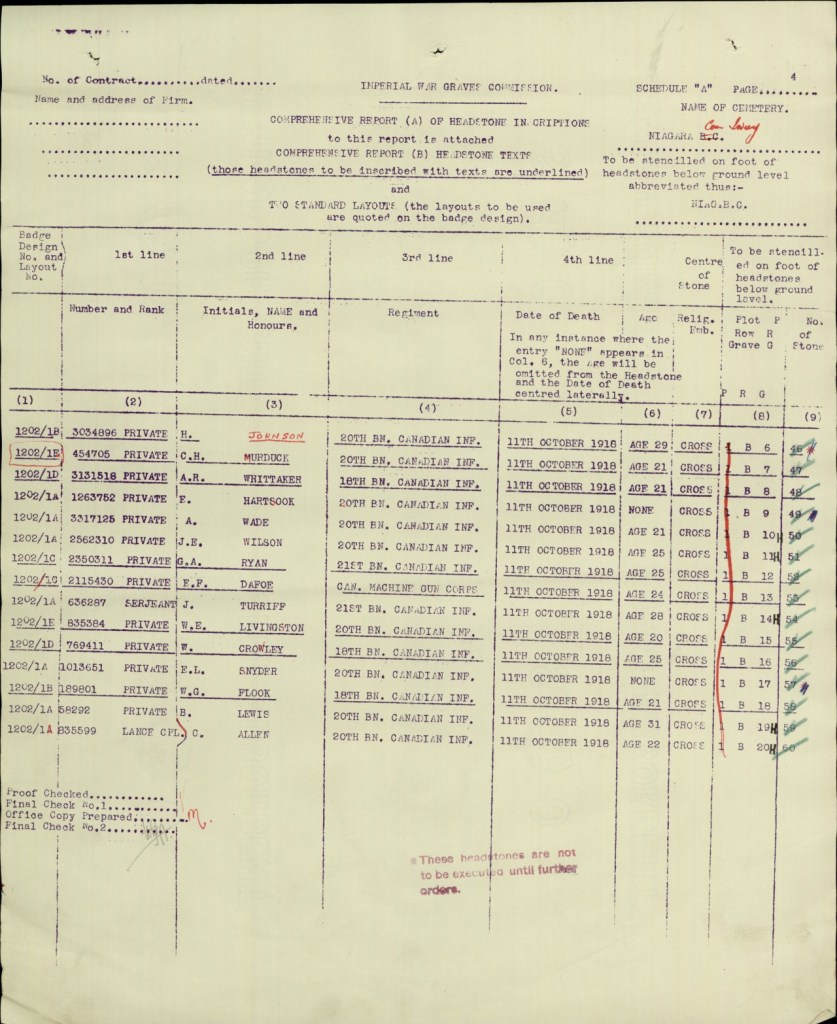 4
No. of Contract..........dated.......
IMPERIAL WAR GRAVES COMMISSION.
SCHEDULE "A" PAGE.........
Name and address of Firm.
NAME OF CEMETERY.
COMPREHENSIVE REPORT (A) OF HEADSTONE INSCRIPTIONS
NIAGARA B.C.
to this report is attached
COMPREHENSIVE REPORT (B) HEADSTONE TEXTS
(those headstones to be inscribed with texts are underlined)
and
TWO STANDARD LAYOUTS (the layouts to be used
are quoted on the badge design).
To be stencilled on foot of
headstones below ground level
abbreviated thus:-
NIAG.B.C.
Badge Design No. and Layout No. 1st line 2nd line 3rd line 4th line Centre of Stone To be stencill-ed on foot of headstones below ground level.
Number and Rank Initials, NAME and Honours. Regiment Date of Death Age Relig. Emb. Plot P Row R Grave G No. of Stone
In any instance where the
entry "NONE" appears in
Col. 6, the age will be
omitted from the Headstone
and the Date of Death
centred laterally.
P R G
(1) (2) (3) (4) (5) (6) (7) (8) (9)
1202/1B 3034896 PRIVATE H. JOHNSON 20TH BN. CANADIAN INF. 11TH OCTOBER 1918 AGE 29 CROSS 1 B 6 46
1202/1E 454705 PRIVATE C.H. MURDUCK 20TH BN. CANADIAN INF. 11TH OCTOBER 1918 AGE 21 CROSS 1 B 7 47
1202/1D 3131518 PRIVATE A.R. WHITTAKER 18TH BN. CANADIAN INF. 11TH OCTOBER 1918 AGE 21 CROSS 1 B 8 48
1202/1A 1263752 PRIVATE E. HARTSOOK 20TH BN. CANADIAN INF. 11TH OCTOBER 1918 NONE CROSS 1 B 9 49
1202/1A 3317125 PRIVATE A. WADE 20TH BN. CANADIAN INF. 11TH OCTOBER 1918 AGE 21 CROSS 1 B 10H 50
1202/1A 2562310 PRIVATE J.E. WILSON 20TH BN. CANADIAN INF. 11TH OCTOBER 1918 AGE 25 CROSS 1 B 11H 51
1202/1C 2350311 PRIVATE G.A. RYAN 21ST BN. CANADIAN INF. 11TH OCTOBER 1918 AGE 25 CROSS 1 B 12 52
1202/1C 2115430 PRIVATE E.F. DAFOE CAN. MACHINE GUN CORPS 11TH OCTOBER 1918 AGE 24 CROSS 1 B 13 53
1202/1A 636287 SERJEANT J. TURRIFF 21ST BN. CANADIAN INF. 11TH OCTOBER 1918 AGE 28 CROSS 1 B 14H 54
1202/1E 835384 PRIVATE W.E. LIVINGSTON 20TH BN. CANADIAN INF. 11TH OCTOBER 1918 AGE 20 CROSS 1 B 15 55
1202/1D 769411 PRIVATE W. CROWLEY 18TH BN. CANADIAN INF. 11TH OCTOBER 1918 AGE 25 CROSS 1 B 16 56
1202/1A 1013651 PRIVATE E.L. SNYDER 20TH BN. CANADIAN INF. 11TH OCTOBER 1918 NONE CROSS 1 B 17 57
1202/1B 189801 PRIVATE W.G. FLOOK 18TH BN. CANADIAN INF. 11TH OCTOBER 1918 AGE 21 CROSS 1 B 18 58
1202/1A 58292 PRIVATE B. LEWIS 20TH BN. CANADIAN INF. 11TH OCTOBER 1918 AGE 31 CROSS 1 B 19H 59
1202/1A 835599 LANCE CPL. C. ALLEN 20TH BN. CANADIAN INF. 11TH OCTOBER 1918 AGE 22 CROSS 1 B 20H 60
Proof Checked............
Final Check No.1..........
Office Copy Prepared.......
Final Check No.2..........
These headstones are not
to be executed until further
orders.